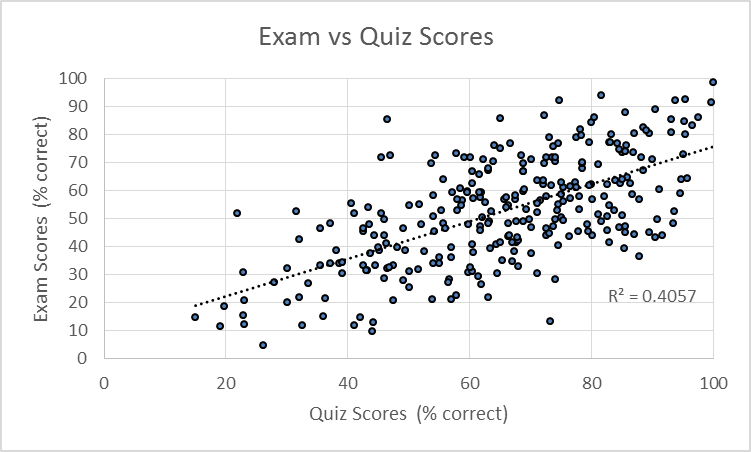 Exam vs Quiz Scores
Exam Scores (% correct)
100
90
80
70
60
50
40
30
20
10
0
R² = 0.4057
0 20 40 60 80 100
Quiz Scores (% correct)